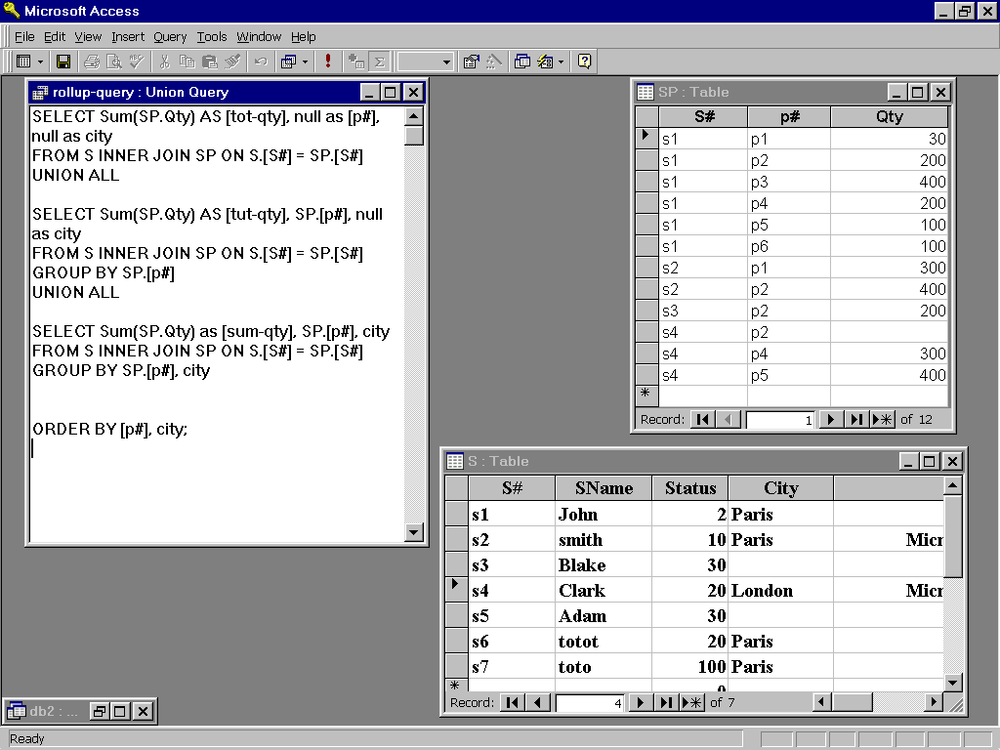 Microsoft Access
File Edit View Insert Query Tools Window Help
rollup-query : Union Query
SELECT Sum(SP.Qty) AS [tot-qty], null as [p#],
null as city
FROM S INNER JOIN SP ON S.[S#] = SP.[S#]
UNION ALL
SELECT Sum(SP.Qty) AS [tut-qty], SP.[p#], null
as city
FROM S INNER JOIN SP ON S.[S#] = SP.[S#]
GROUP BY SP.[p#]
UNION ALL
SELECT Sum(SP.Qty) as [sum-qty], SP.[p#], city
FROM S INNER JOIN SP ON S.[S#] = SP.[S#]
GROUP BY SP.[p#], city
ORDER BY [p#], city;
SP : Table
S# p# Qty
s1 p1 30
s1 p2 200
s1 p3 400
s1 p4 200
s1 p5 100
s1 p6 100
s2 p1 300
s2 p2 400
s3 p2 200
s4 p2
s4 p4 300
s4 p5 400
Record: 1 of 12
S : Table
S# SName Status City
s1 John 2 Paris
s2 smith 10 Paris Micr
s3 Blake 30
s4 Clark 20 London Micr
s5 Adam 30
s6 totot 20 Paris
s7 toto 100 Paris
0
Record: 4 of 7
db2 : ...
Ready